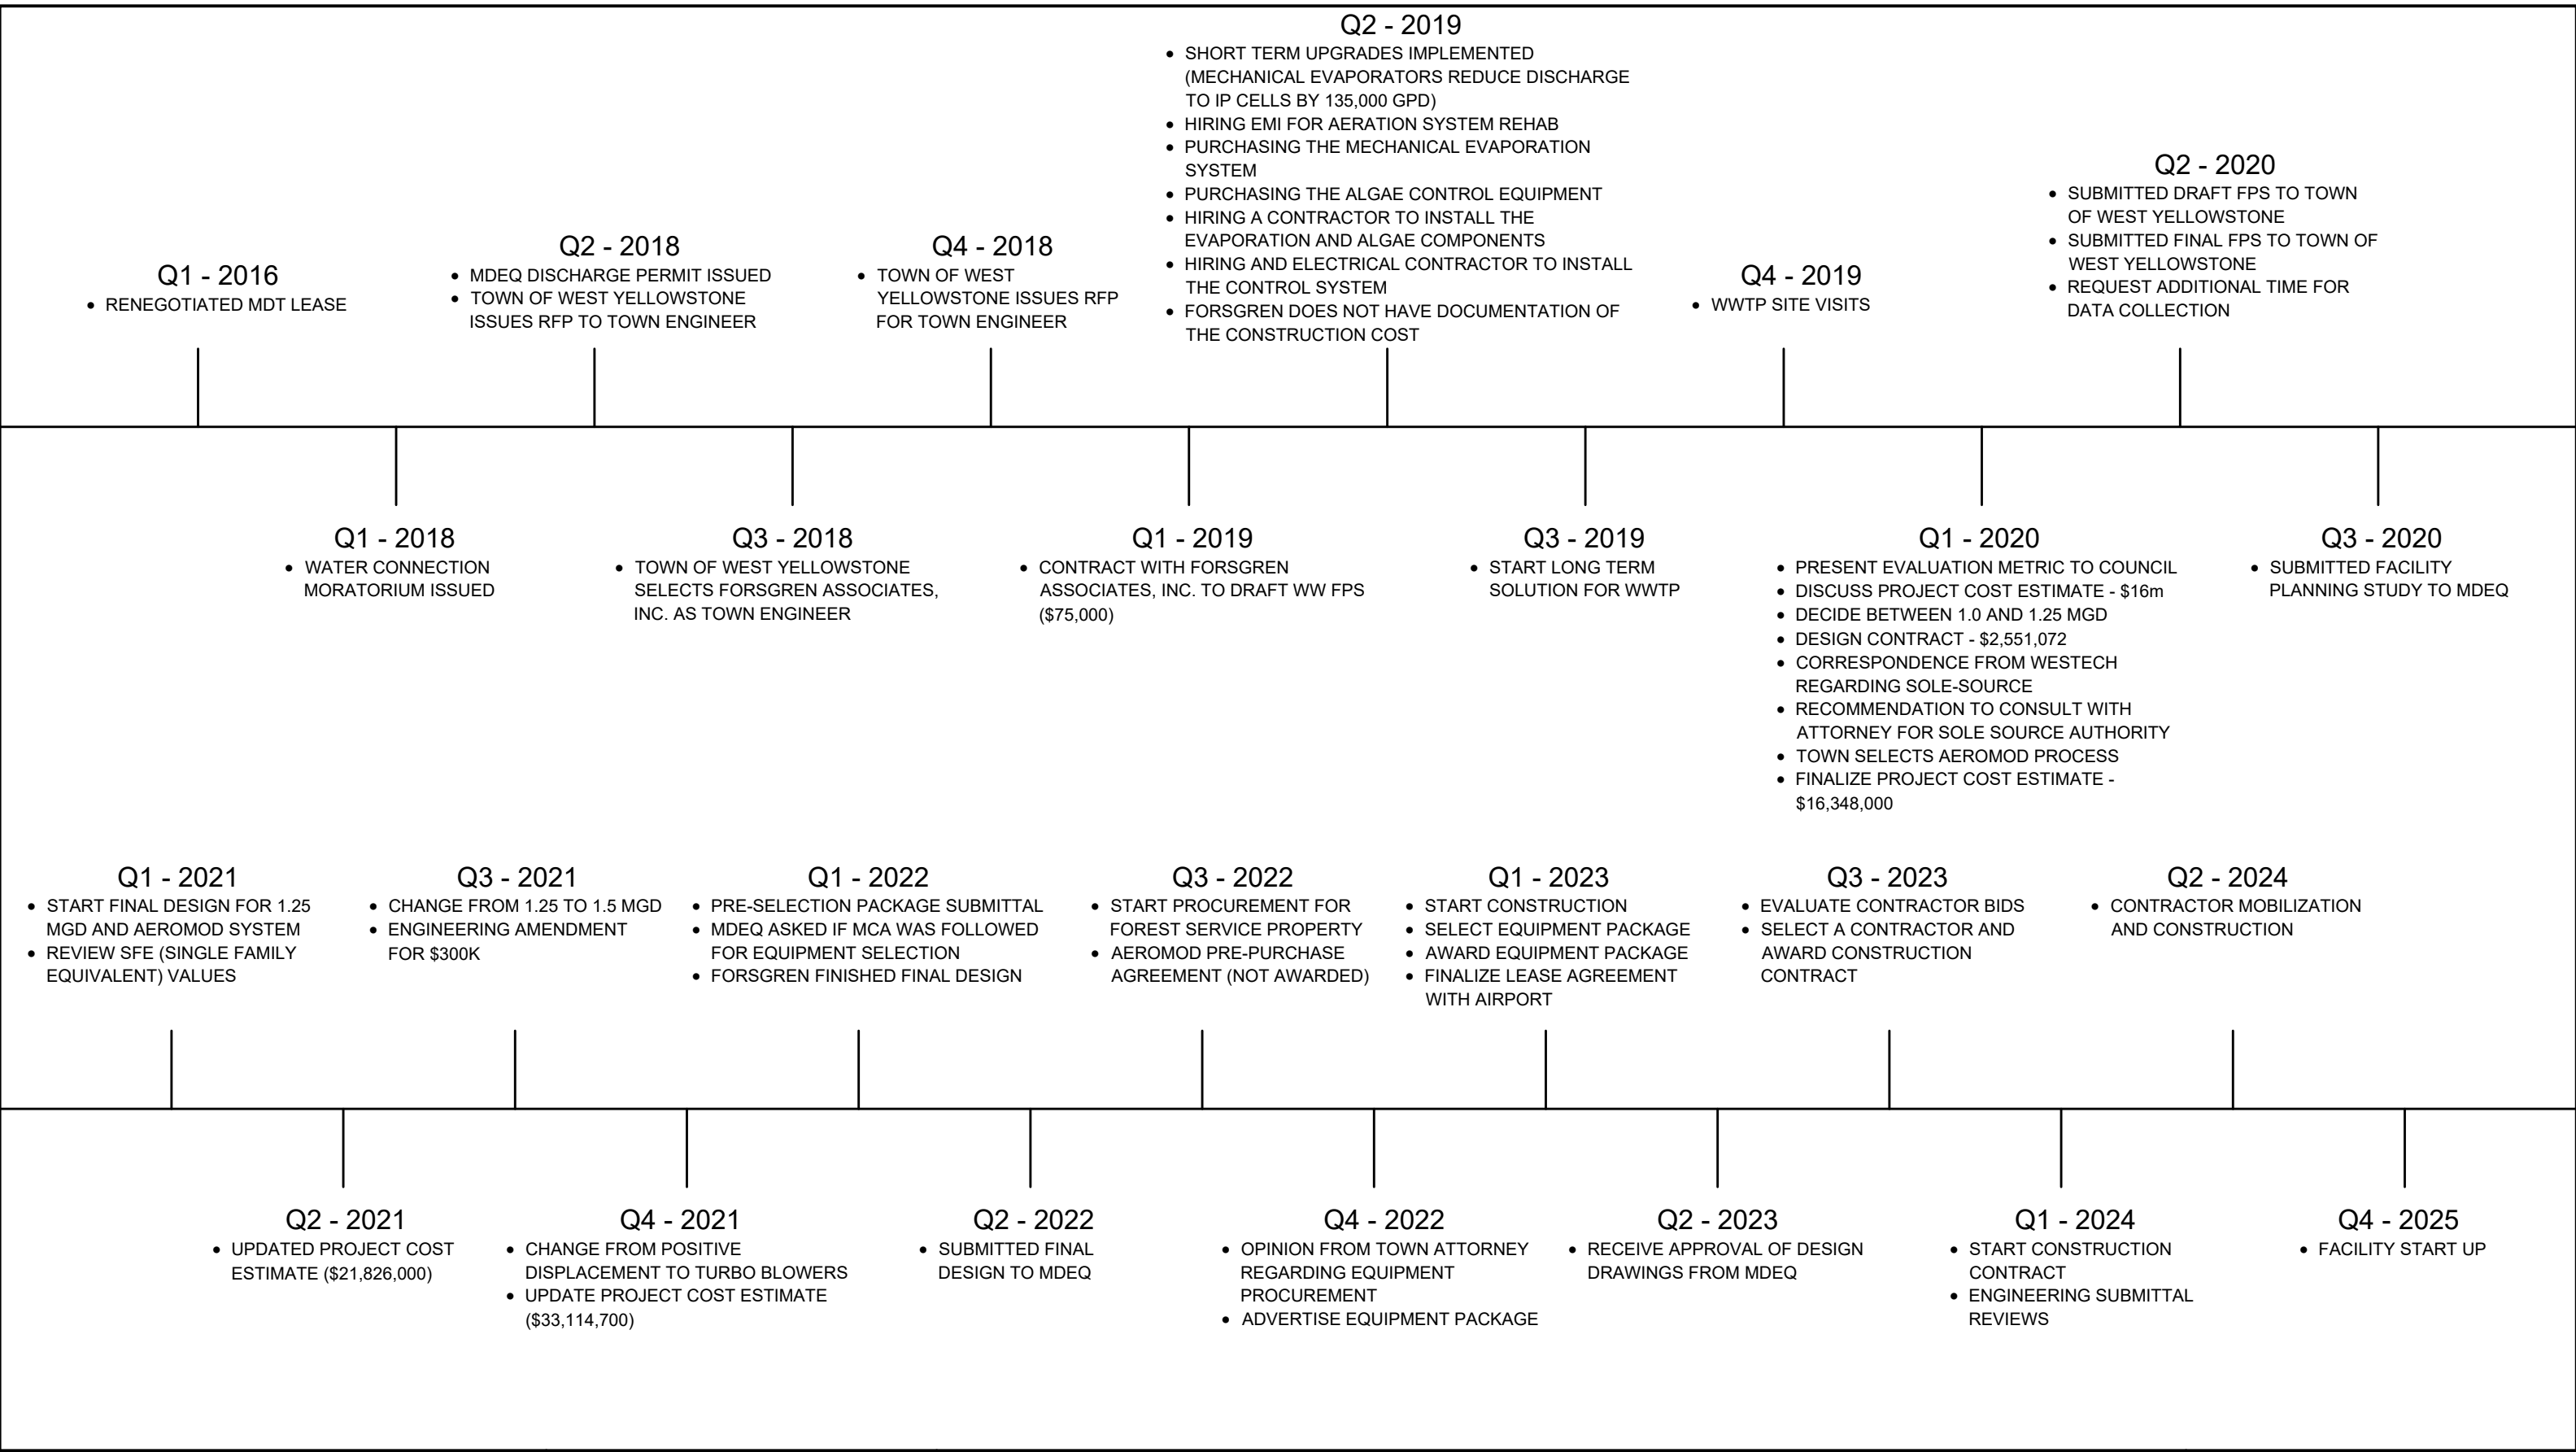 Q1 - 2016
• RENEGOTIATED MDT LEASE
Q2 - 2018
• MDEQ DISCHARGE PERMIT ISSUED
• TOWN OF WEST YELLOWSTONE
ISSUES RFP TO TOWN ENGINEER
Q4 - 2018
• TOWN OF WEST
YELLOWSTONE ISSUES RFP
FOR TOWN ENGINEER
Q2 - 2019
• SHORT TERM UPGRADES IMPLEMENTED
(MECHANICAL EVAPORATORS REDUCE DISCHARGE
TO IP CELLS BY 135,000 GPD)
• HIRING EMI FOR AERATION SYSTEM REHAB
• PURCHASING THE MECHANICAL EVAPORATION
SYSTEM
• PURCHASING THE ALGAE CONTROL EQUIPMENT
• HIRING A CONTRACTOR TO INSTALL THE
EVAPORATION AND ALGAE COMPONENTS
• HIRING AND ELECTRICAL CONTRACTOR TO INSTALL
THE CONTROL SYSTEM
• FORSGREN DOES NOT HAVE DOCUMENTATION OF
THE CONSTRUCTION COST
Q4 - 2019
• WWTP SITE VISITS
Q2 - 2020
• SUBMITTED DRAFT FPS TO TOWN
OF WEST YELLOWSTONE
• SUBMITTED FINAL FPS TO TOWN OF
WEST YELLOWSTONE
• REQUEST ADDITIONAL TIME FOR
DATA COLLECTION
Q1 - 2018
• WATER CONNECTION
MORATORIUM ISSUED
Q3 - 2018
• TOWN OF WEST YELLOWSTONE
SELECTS FORSGREN ASSOCIATES,
INC. AS TOWN ENGINEER
Q1 - 2019
• CONTRACT WITH FORSGREN
ASSOCIATES, INC. TO DRAFT WW FPS
($75,000)
Q3 - 2019
• START LONG TERM
SOLUTION FOR WWTP
Q1 - 2020
• PRESENT EVALUATION METRIC TO COUNCIL
• DISCUSS PROJECT COST ESTIMATE - $16m
• DECIDE BETWEEN 1.0 AND 1.25 MGD
• DESIGN CONTRACT - $2,551,072
• CORRESPONDENCE FROM WESTECH
REGARDING SOLE-SOURCE
• RECOMMENDATION TO CONSULT WITH
ATTORNEY FOR SOLE SOURCE AUTHORITY
• TOWN SELECTS AEROMOD PROCESS
• FINALIZE PROJECT COST ESTIMATE -
$16,348,000
Q3 - 2020
• SUBMITTED FACILITY
PLANNING STUDY TO MDEQ
Q1 - 2021
• START FINAL DESIGN FOR 1.25
MGD AND AEROMOD SYSTEM
• REVIEW SFE (SINGLE FAMILY
EQUIVALENT) VALUES
Q3 - 2021
• CHANGE FROM 1.25 TO 1.5 MGD
• ENGINEERING AMENDMENT
FOR $300K
Q1 - 2022
• PRE-SELECTION PACKAGE SUBMITTAL
• MDEQ ASKED IF MCA WAS FOLLOWED
FOR EQUIPMENT SELECTION
• FORSGREN FINISHED FINAL DESIGN
Q3 - 2022
• START PROCUREMENT FOR
FOREST SERVICE PROPERTY
• AEROMOD PRE-PURCHASE
AGREEMENT (NOT AWARDED)
Q1 - 2023
• START CONSTRUCTION
• SELECT EQUIPMENT PACKAGE
• AWARD EQUIPMENT PACKAGE
• FINALIZE LEASE AGREEMENT
WITH AIRPORT
Q3 - 2023
• EVALUATE CONTRACTOR BIDS
• SELECT A CONTRACTOR AND
AWARD CONSTRUCTION
CONTRACT
Q2 - 2024
• CONTRACTOR MOBILIZATION
AND CONSTRUCTION
Q2 - 2021
• UPDATED PROJECT COST
ESTIMATE ($21,826,000)
Q4 - 2021
• CHANGE FROM POSITIVE
DISPLACEMENT TO TURBO BLOWERS
• UPDATE PROJECT COST ESTIMATE
($33,114,700)
Q2 - 2022
• SUBMITTED FINAL
DESIGN TO MDEQ
Q4 - 2022
• OPINION FROM TOWN ATTORNEY
REGARDING EQUIPMENT
PROCUREMENT
• ADVERTISE EQUIPMENT PACKAGE
Q2 - 2023
• RECEIVE APPROVAL OF DESIGN
DRAWINGS FROM MDEQ
Q1 - 2024
• START CONSTRUCTION
CONTRACT
• ENGINEERING SUBMITTAL
REVIEWS
Q4 - 2025
• FACILITY START UP